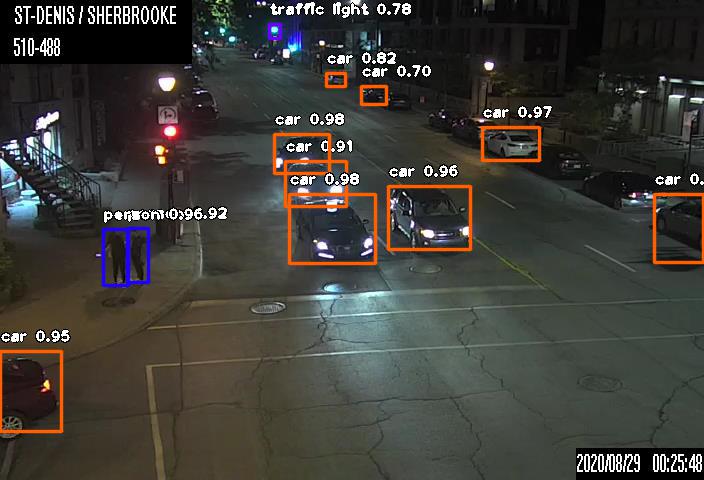 ST-DENIS / SHERBROOKE
510-488
traffic light 0.78
car 0.82
car 0.70
car 0.98
car 0.97
car 0.91
car 0.98
car 0.96
car 0.
car 0.95
2020/08/29 00:25:48